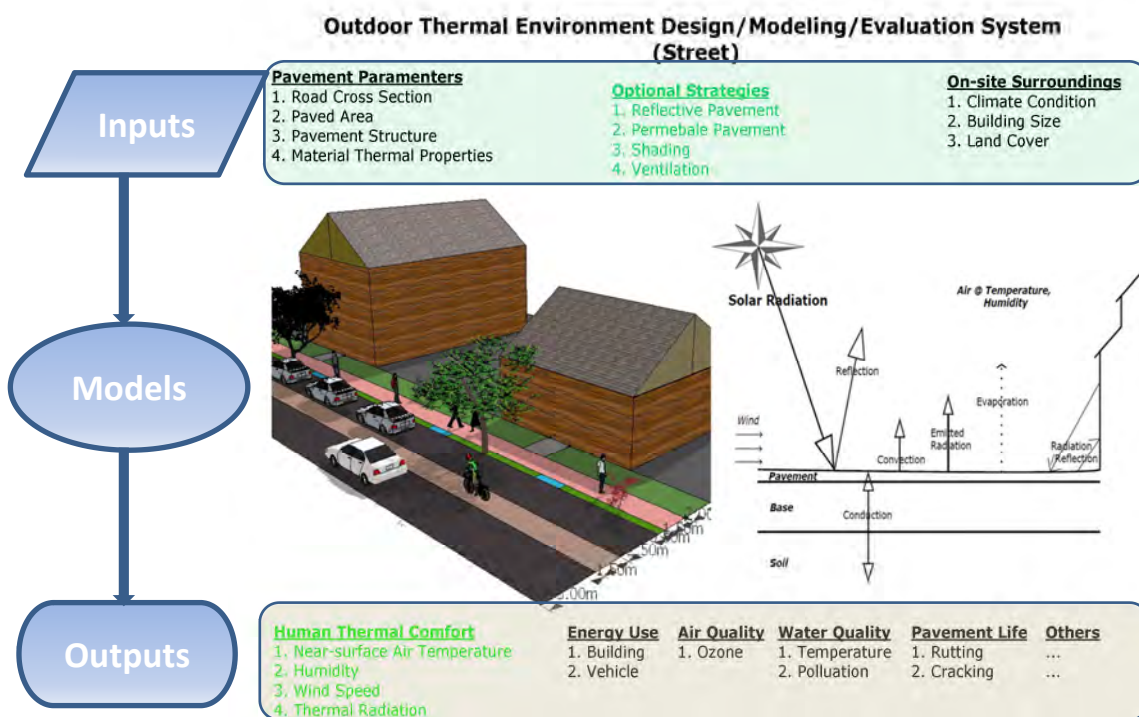 Outdoor Thermal Environment Design/Modeling/Evaluation System
(Street)
Inputs
Pavement Paramenters
1. Road Cross Section
2. Paved Area
3. Pavement Structure
4. Material Thermal Properties
Optional Strategies
1. Reflective Pavement
2. Permebale Pavement
3. Shading
4. Ventilation
On-site Surroundings
1. Climate Condition
2. Building Size
3. Land Cover
Models
Solar Radiation
Air @ Temperature,
Humidity
Reflection
Evaporation
Wind
Convection
Emitted
Radiation
Radiation
Reflection
Pavement
Base
Conduction
Soil
Outputs
Human Thermal Comfort
1. Near-surface Air Temperature
2. Humidity
3. Wind Speed
4. Thermal Radiation
Energy Use
1. Building
2. Vehicle
Air Quality
1. Ozone
Water Quality
1. Temperature
2. Polluation
Pavement Life
1. Rutting
2. Cracking
Others
...
...